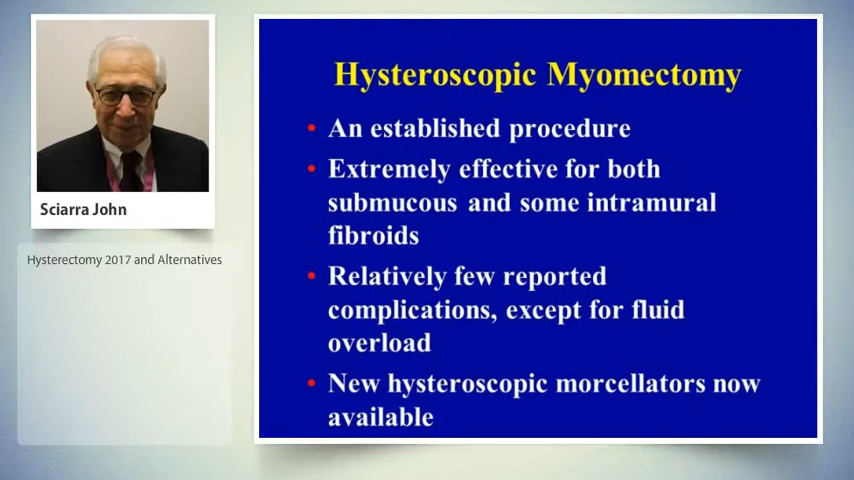 Sciarra John
Hysterectomy 2017 and Alternatives
Hysteroscopic Myomectomy
• An established procedure
• Extremely effective for both
submucous and some intramural
fibroids
• Relatively few reported
complications, except for fluid
overload
• New hysteroscopic morcellators now
available